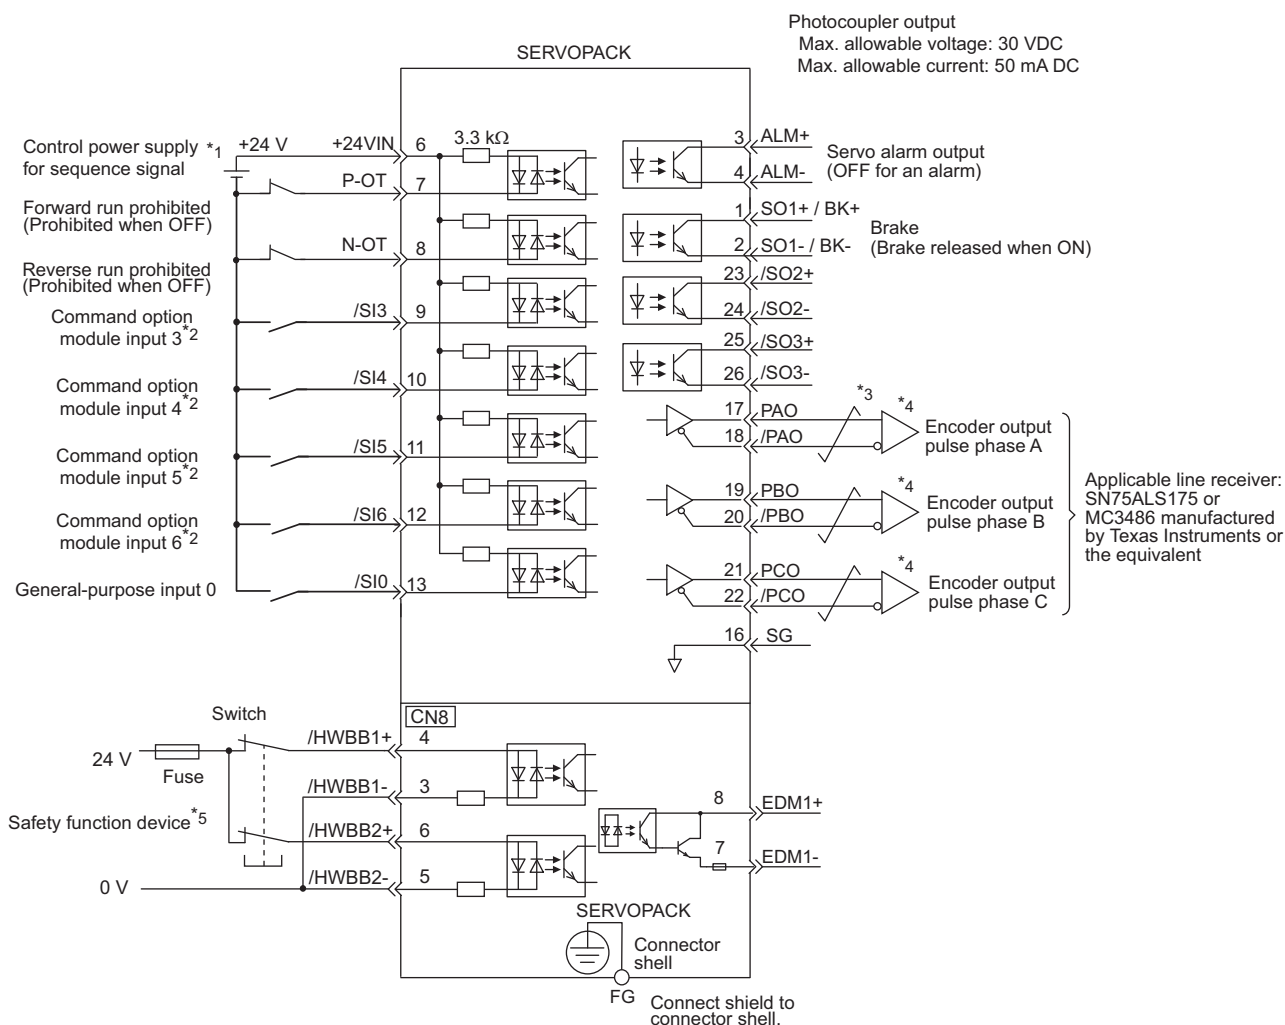 Photocoupler output
Max. allowable voltage: 30 VDC
Max. allowable current: 50 mA DC
SERVOPACK
Control power supply
for sequence signal
*1
+24 V
+24VIN
6
3.3 kΩ
P-OT
7
Forward run prohibited
(Prohibited when OFF)
N-OT
8
Reverse run prohibited
(Prohibited when OFF)
/SI3
9
Command option
module input 3*2
/SI4
10
Command option
module input 4*2
/SI5
11
Command option
module input 5*2
/SI6
12
Command option
module input 6*2
/SI0
13
General-purpose input 0
3
ALM+
4
ALM-
Servo alarm output
(OFF for an alarm)
1
SO1+ / BK+
2
SO1- / BK-
Brake
(Brake released when ON)
23
/SO2+
24
/SO2-
25
/SO3+
26
/SO3-
17
PAO
18
/PAO
*3
*4
Encoder output
pulse phase A
19
PBO
20
/PBO
*4
Encoder output
pulse phase B
21
PCO
22
/PCO
*4
Encoder output
pulse phase C
Applicable line receiver:
SN75ALS175 or
MC3486 manufactured
by Texas Instruments or
the equivalent
16
SG
CN8
Switch
24 V
Fuse
Safety function device*5
0 V
/HWBB1+
4
/HWBB1-
3
/HWBB2+
6
/HWBB2-
5
8
EDM1+
7
EDM1-
SERVOPACK
Connector
shell
FG
Connect shield to
connector shell.